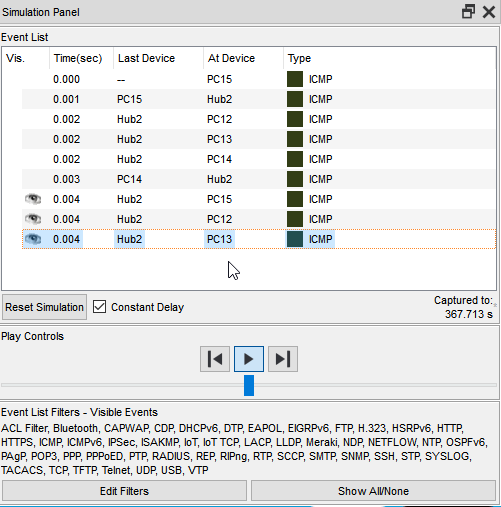 Simulation Panel
Event List
Vis. Time(sec) Last Device At Device Type
0.000 -- PC15 ICMP
0.001 PC15 Hub2 ICMP
0.002 Hub2 PC12 ICMP
0.002 Hub2 PC13 ICMP
0.002 Hub2 PC14 ICMP
0.003 PC14 Hub2 ICMP
0.004 Hub2 PC15 ICMP
0.004 Hub2 PC12 ICMP
0.004 Hub2 PC13 ICMP
Reset Simulation Constant Delay Captured to:
367.713 s
Play Controls
Event List Filters - Visible Events
ACL Filter, Bluetooth, CAPWAP, CDP, DHCPv6, DTP, EAPOL, EIGRPv6, FTP, H.323, HSRPv6, HTTP,
HTTPS, ICMP, ICMPv6, IPSec, ISAKMP, IoT, IoT TCP, LACP, LLDP, Meraki, NDP, NETFLOW, NTP, OSPFv6,
PAgP, POP3, PPP, PPPoED, PTP, RADIUS, REP, RIPng, RTP, SCCP, SMTP, SNMP, SSH, STP, SYSLOG,
TACACS, TCP, TFTP, Telnet, UDP, USB, VTP
Edit Filters Show All/None